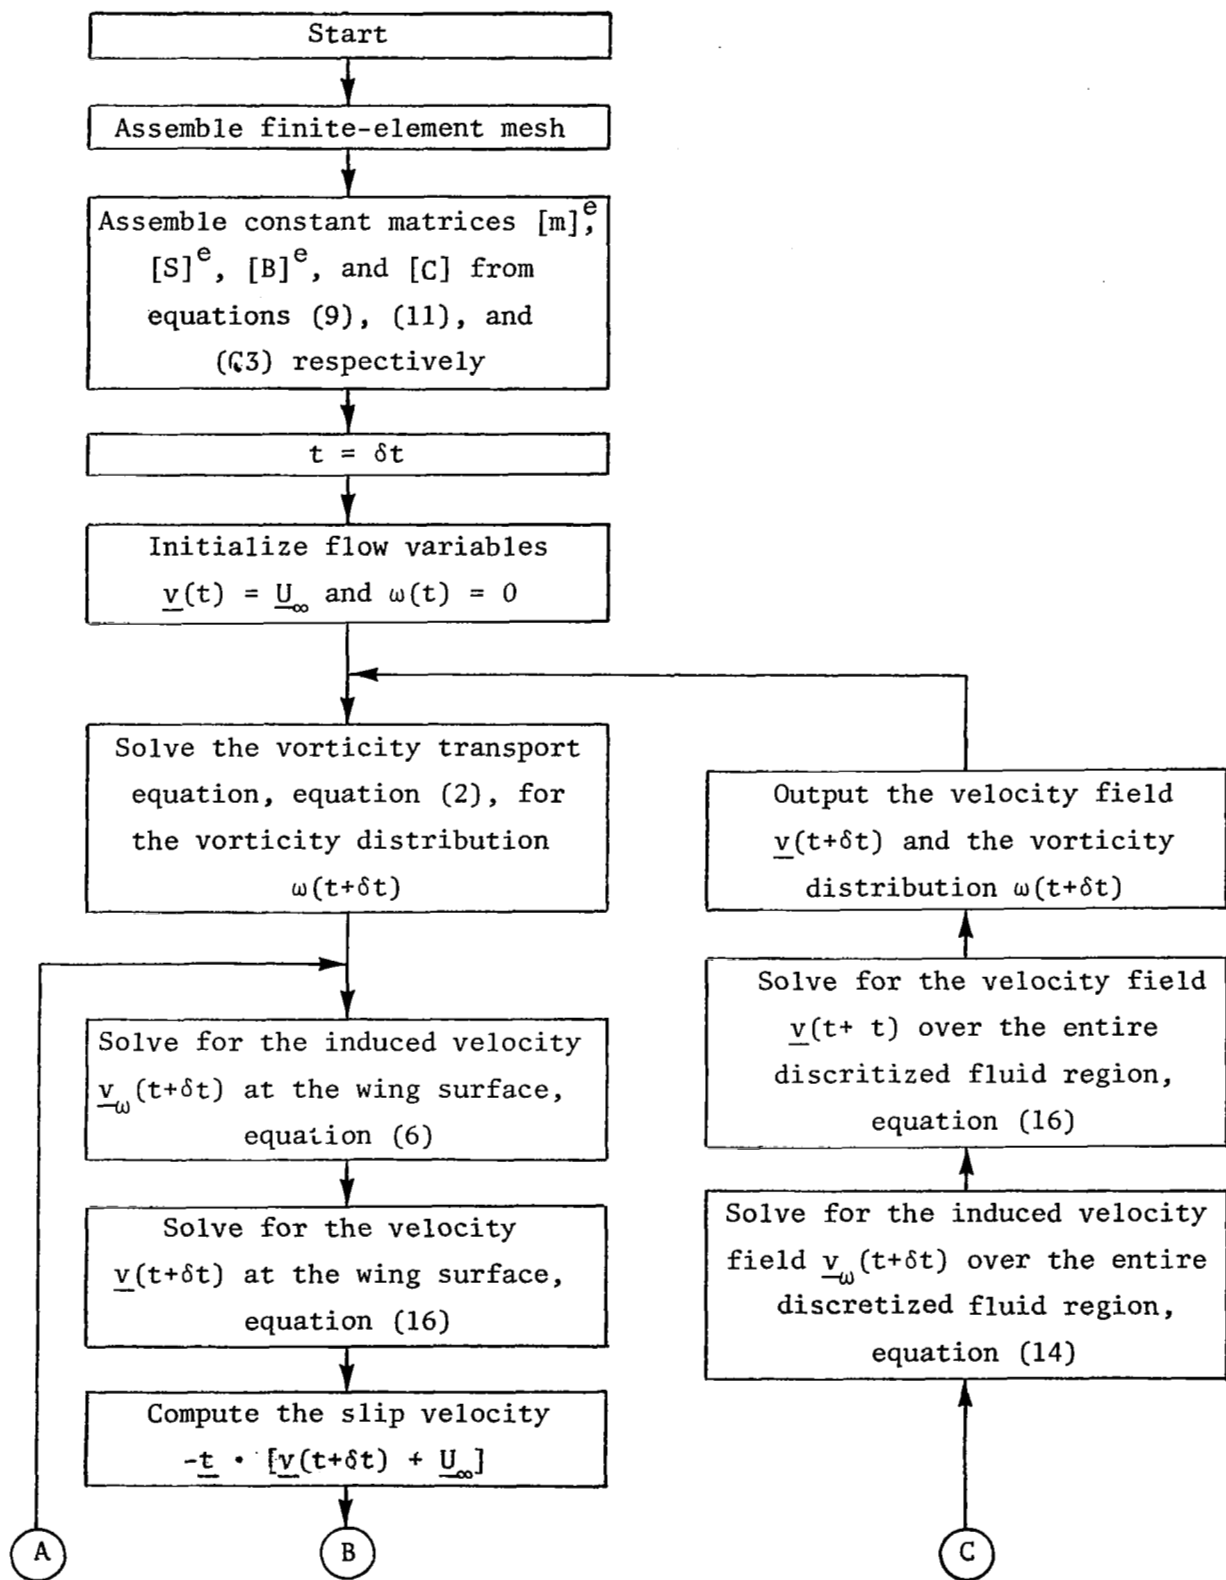 Start
Assemble finite-element mesh
Assemble constant matrices [m]ᵉ,
[S]ᵉ, [B]ᵉ, and [C] from
equations (9), (11), and
(C3) respectively
t = δt
Initialize flow variables
v(t) = U∞ and ω(t) = 0
Solve the vorticity transport
equation, equation (2), for
the vorticity distribution
ω(t+δt)
Solve for the induced velocity
v_ω(t+δt) at the wing surface,
equation (6)
Solve for the velocity
v(t+δt) at the wing surface,
equation (16)
Compute the slip velocity
-t · [v(t+δt) + U∞]
A
B
Output the velocity field
v(t+δt) and the vorticity
distribution ω(t+δt)
Solve for the velocity field
v(t+ t) over the entire
discritized fluid region,
equation (16)
Solve for the induced velocity
field v_ω(t+δt) over the entire
discretized fluid region,
equation (14)
C